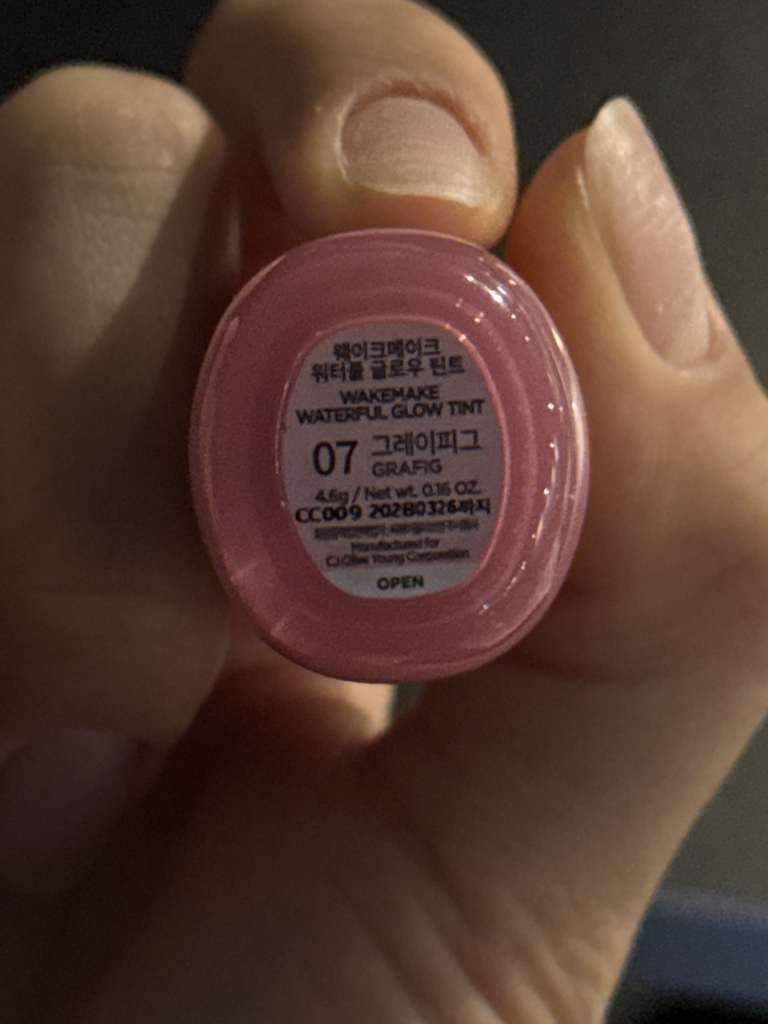 웨이크메이크
워터풀 글로우 틴트
WAKEMAKE
WATERFUL GLOW TINT
07 그레이피그
GRAFIG
4.6g / Net wt. 0.16 OZ.
CC009 20280326까지
Manufactured for
CJ Olive Young Corporation
OPEN